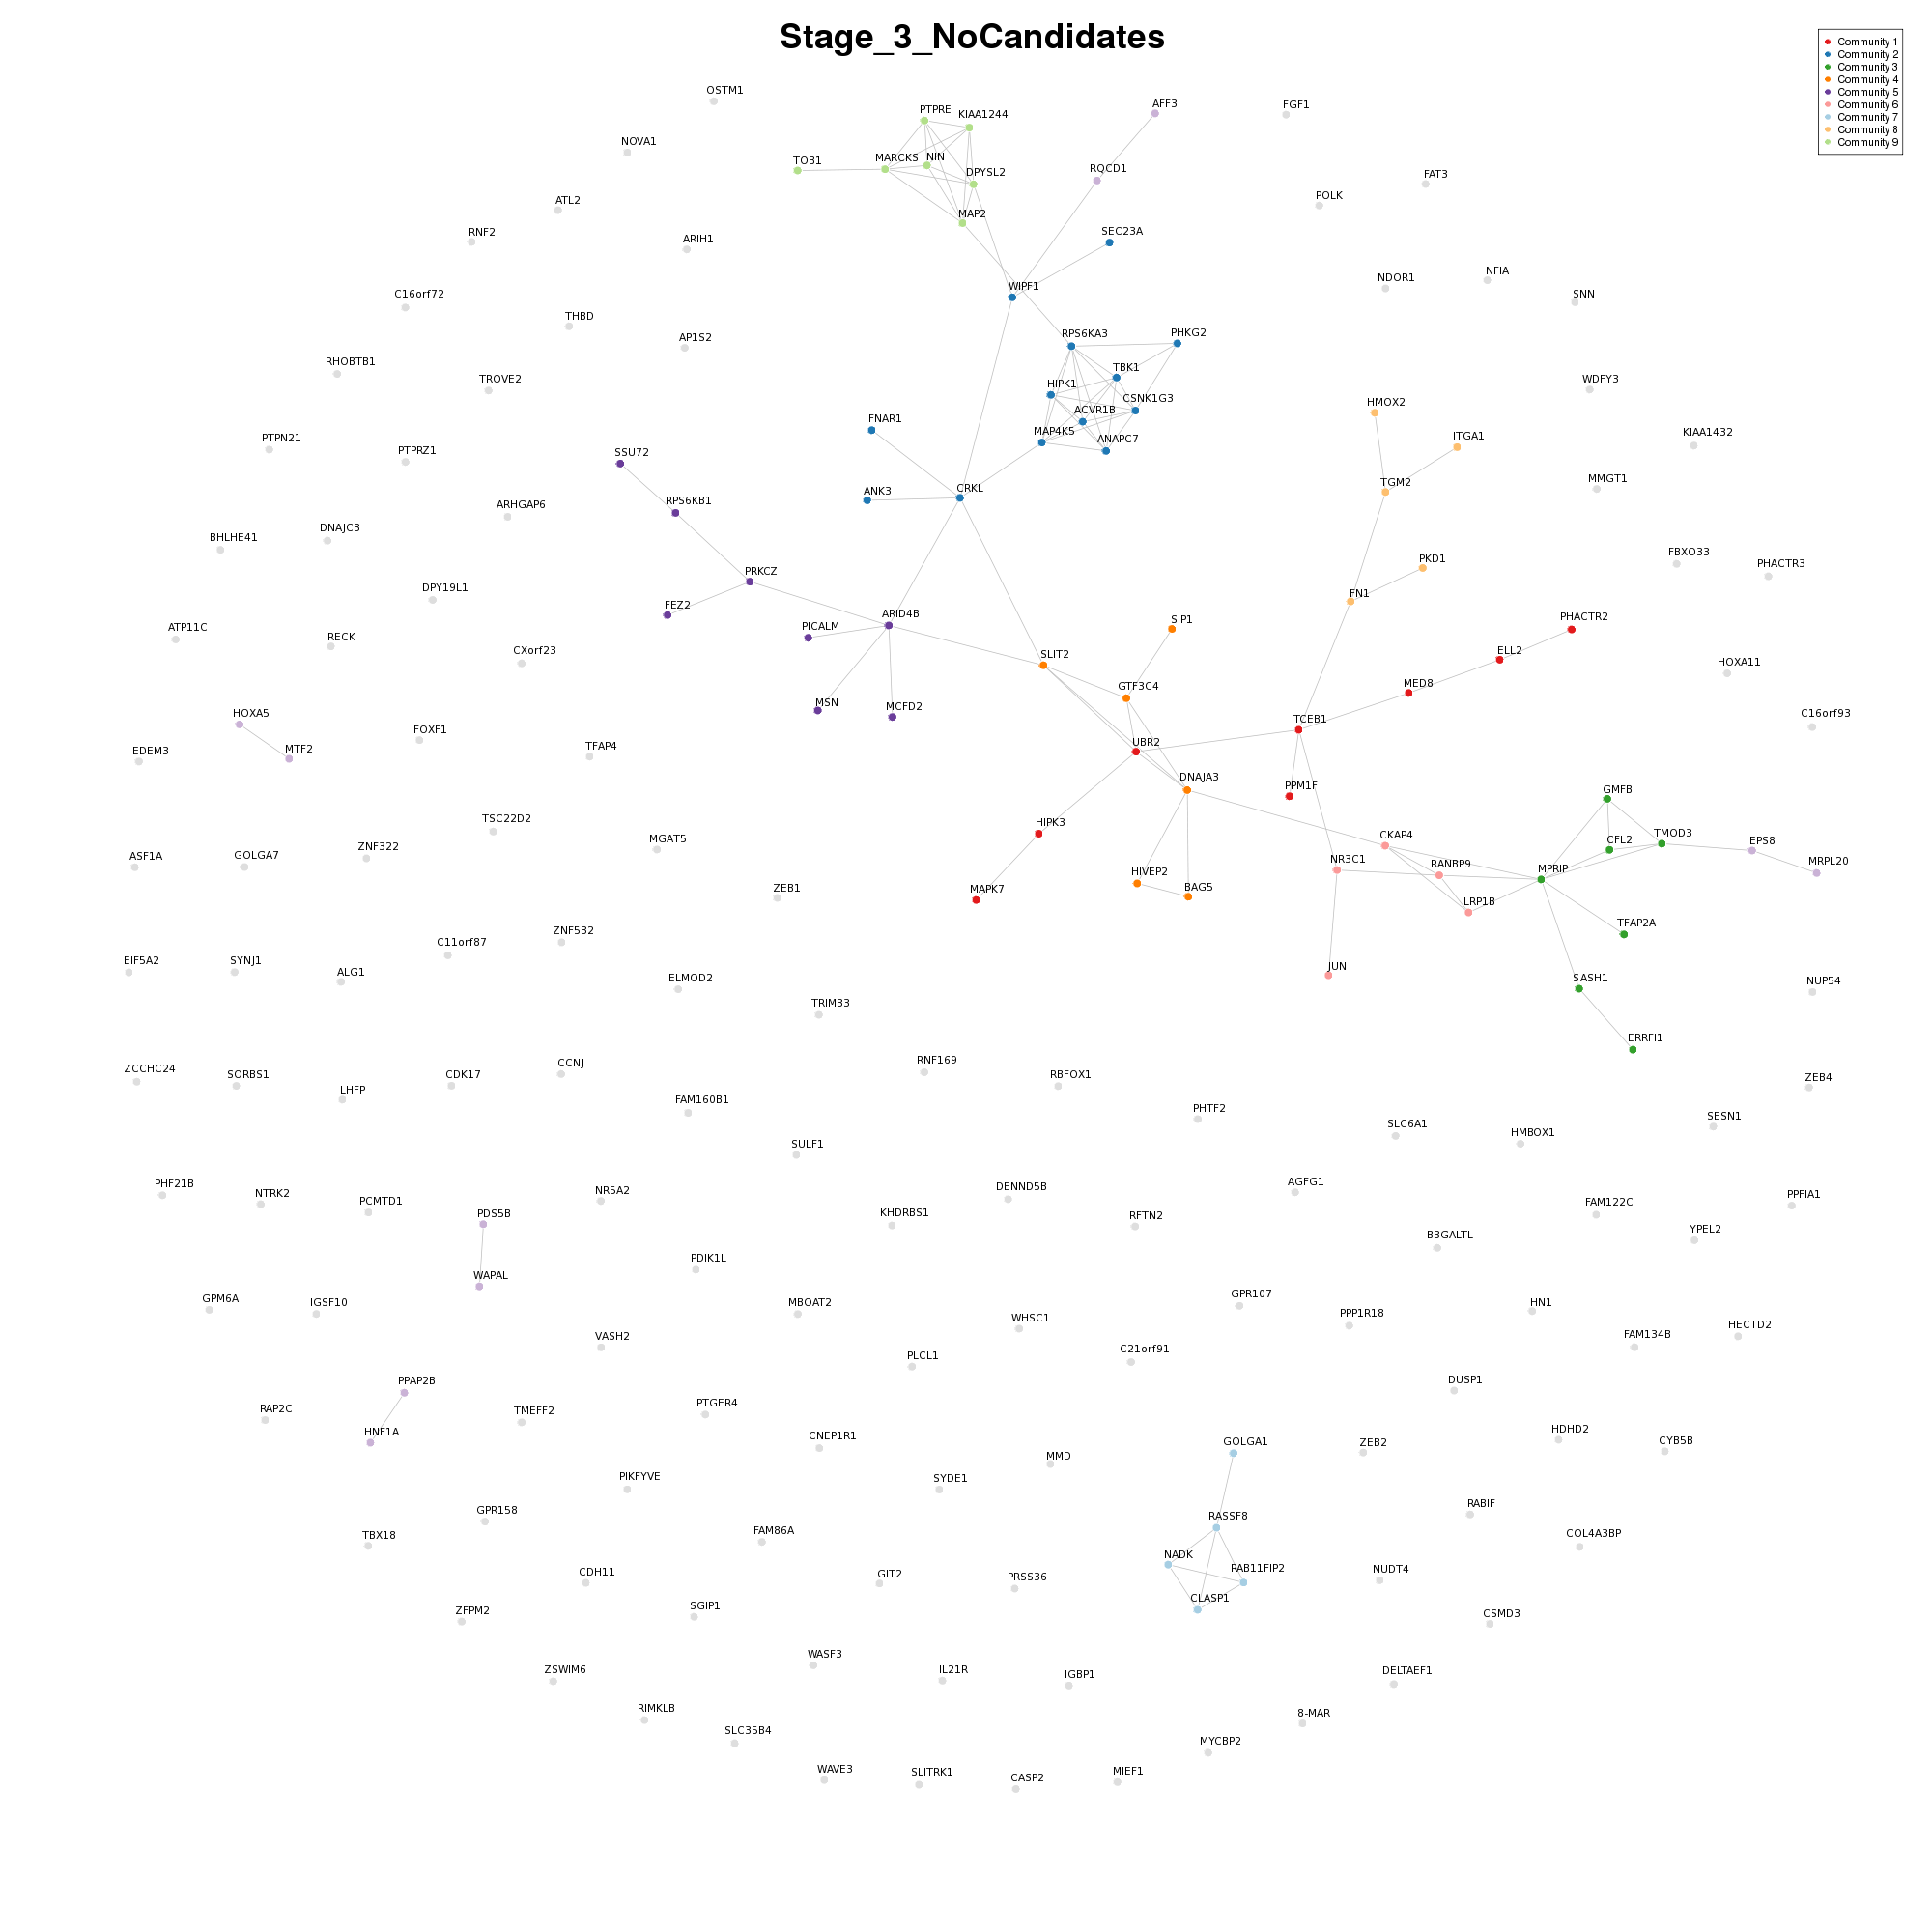 Stage_3_NoCandidates
Community 1
Community 2
Community 3
Community 4
Community 5
Community 6
Community 7
Community 8
Community 9
OSTM1
PTPRE
KIAA1244
AFF3
FGF1
NOVA1
TOB1
MARCKS
NIN
DPYSL2
RQCD1
FAT3
ATL2
POLK
RNF2
ARIH1
MAP2
SEC23A
C16orf72
WIPF1
NDOR1
NFIA
SNN
THBD
AP1S2
RPS6KA3
PHKG2
RHOBTB1
TROVE2
HIPK1
TBK1
WDFY3
IFNAR1
ACVR1B
CSNK1G3
HMOX2
PTPN21
PTPRZ1
SSU72
MAP4K5
ANAPC7
ITGA1
KIAA1432
ARHGAP6
RPS6KB1
ANK3
CRKL
TGM2
MMGT1
BHLHE41
DNAJC3
PRKCZ
PKD1
FBXO33
PHACTR3
DPY19L1
FEZ2
ARID4B
FN1
ATP11C
RECK
CXorf23
PICALM
SLIT2
SIP1
PHACTR2
ELL2
HOXA11
HOXA5
MTF2
FOXF1
MSN
MCFD2
GTF3C4
MED8
TCEB1
C16orf93
EDEM3
TFAP4
UBR2
DNAJA3
PPM1F
GMFB
TSC22D2
MGAT5
HIPK3
CKAP4
CFL2
TMOD3
EPS8
ASF1A
GOLGA7
ZNF322
ZEB1
MAPK7
HIVEP2
BAG5
NR3C1
RANBP9
MPRIP
MRPL20
LRP1B
TFAP2A
C11orf87
ZNF532
EIF5A2
SYNJ1
ALG1
ELMOD2
JUN
SASH1
NUP54
TRIM33
ERRFI1
ZCCHC24
SORBS1
LHFP
CDK17
CCNJ
RNF169
RBFOX1
ZEB4
FAM160B1
PHTF2
SLC6A1
HMBOX1
SESN1
SULF1
PHF21B
NTRK2
PCMTD1
NR5A2
DENND5B
AGFG1
FAM122C
PPFIA1
PDS5B
KHDRBS1
RFTN2
B3GALTL
YPEL2
WAPAL
PDIK1L
GPM6A
IGSF10
MBOAT2
WHSC1
GPR107
PPP1R18
HN1
HECTD2
VASH2
PLCL1
C21orf91
FAM134B
PPAP2B
DUSP1
RAP2C
HNF1A
TMEFF2
PTGER4
CNEP1R1
GOLGA1
ZEB2
HDHD2
CYB5B
PIKFYVE
SYDE1
MMD
TBX18
GPR158
FAM86A
RASSF8
RABIF
COL4A3BP
CDH11
GIT2
PRSS36
NADK
RAB11FIP2
NUDT4
CLASP1
ZFPM2
SGIP1
CSMD3
ZSWIM6
WASF3
IL21R
IGBP1
DELTAEF1
RIMKLB
SLC35B4
8-MAR
MYCBP2
WAVE3
SLITRK1
CASP2
MIEF1